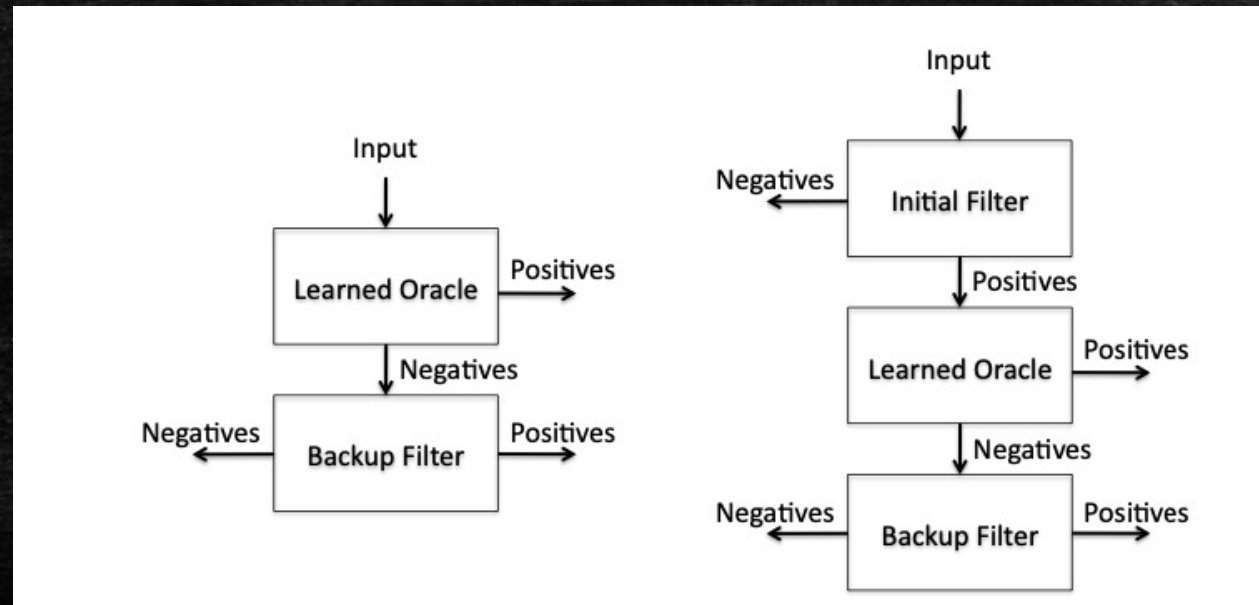 Input
Learned Oracle
Positives
Negatives
Negatives
Backup Filter
Positives
Input
Negatives
Initial Filter
Positives
Learned Oracle
Positives
Negatives
Negatives
Backup Filter
Positives